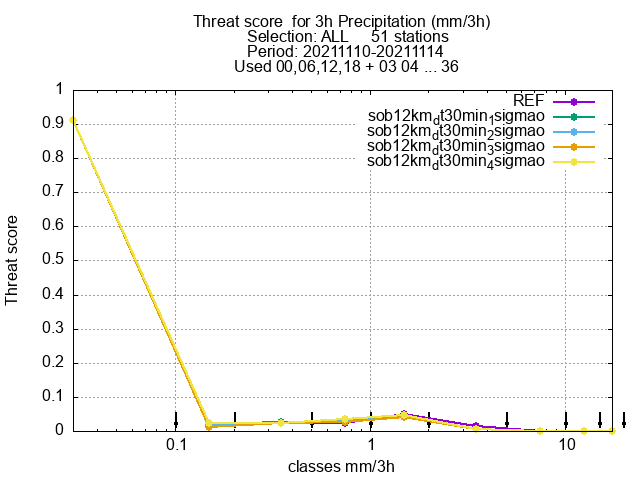 Threat score  for 3h Precipitation (mm/3h)
Selection: ALL     51 stations
Period: 20211110-20211114
Used 00,06,12,18 + 03 04 ... 36
REF
sob12km_dt30min_1sigmao
sob12km_dt30min_2sigmao
sob12km_dt30min_3sigmao
sob12km_dt30min_4sigmao
1
0.9
0.8
0.7
0.6
0.5
0.4
0.3
0.2
0.1
0
Threat score
0.1 1 10
classes mm/3h